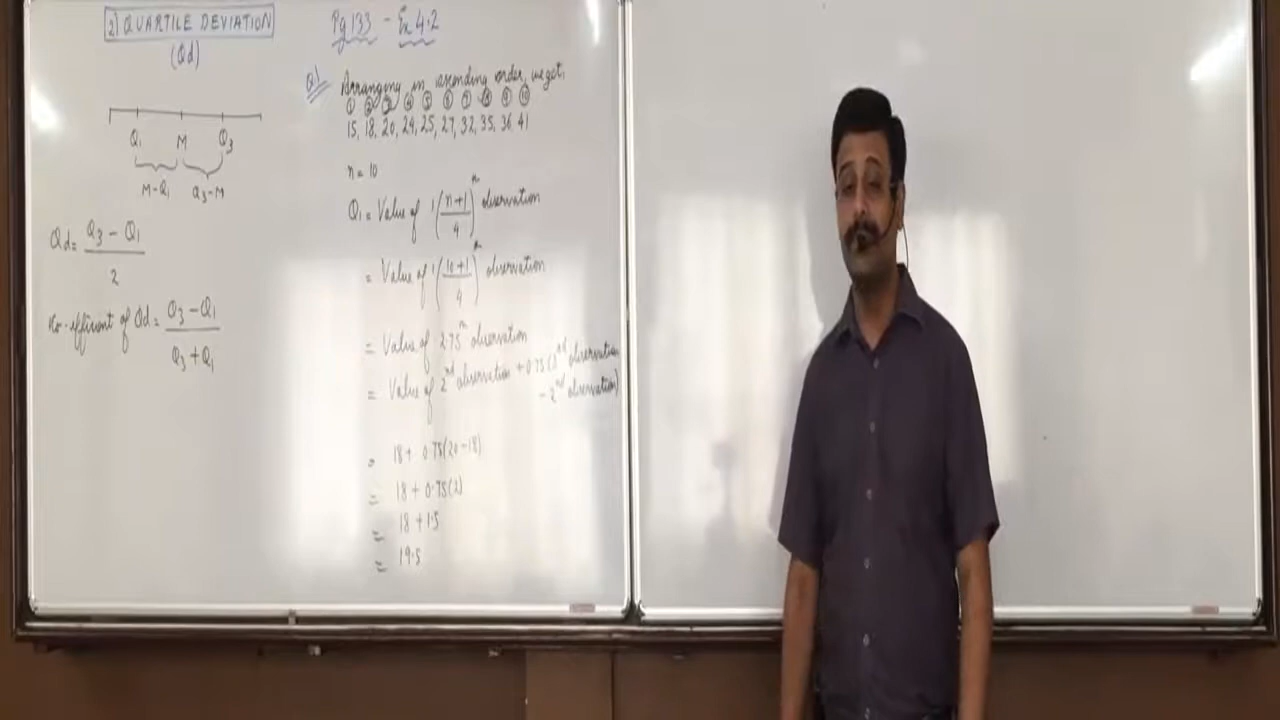 2) QUARTILE DEVIATION
(Qd)
Q1 M Q3
M-Q1 Q3-M
Qd = Q3 - Q1
2
Co-efficient of Qd = Q3 - Q1
Q3 + Q1
Pg 133 - Ex 4.2
Q1 Arranging in ascending order, we get,
1 2 3 4 5 6 7 8 9 10
15, 18, 20, 24, 25, 27, 32, 35, 36, 41
n = 10
Q1 = Value of 1 (n+1 / 4)th observation
= Value of 1 (10+1 / 4)th observation
= Value of 2.75th observation
= Value of 2nd observation + 0.75 (3rd observation
- 2nd observation)
= 18 + 0.75(20-18)
= 18 + 0.75(2)
= 18 + 1.5
= 19.5